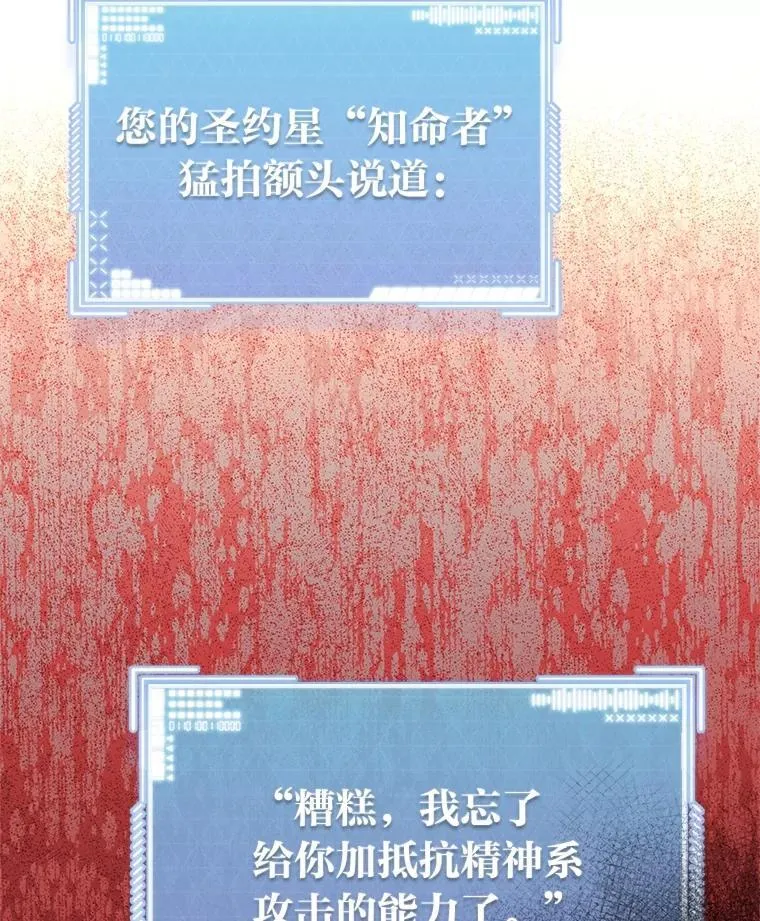 01101001110000
您的圣约星“知命者”
猛拍额头说道：
“糟糕，我忘了
给你加抵抗精神系
攻击的能力了。”